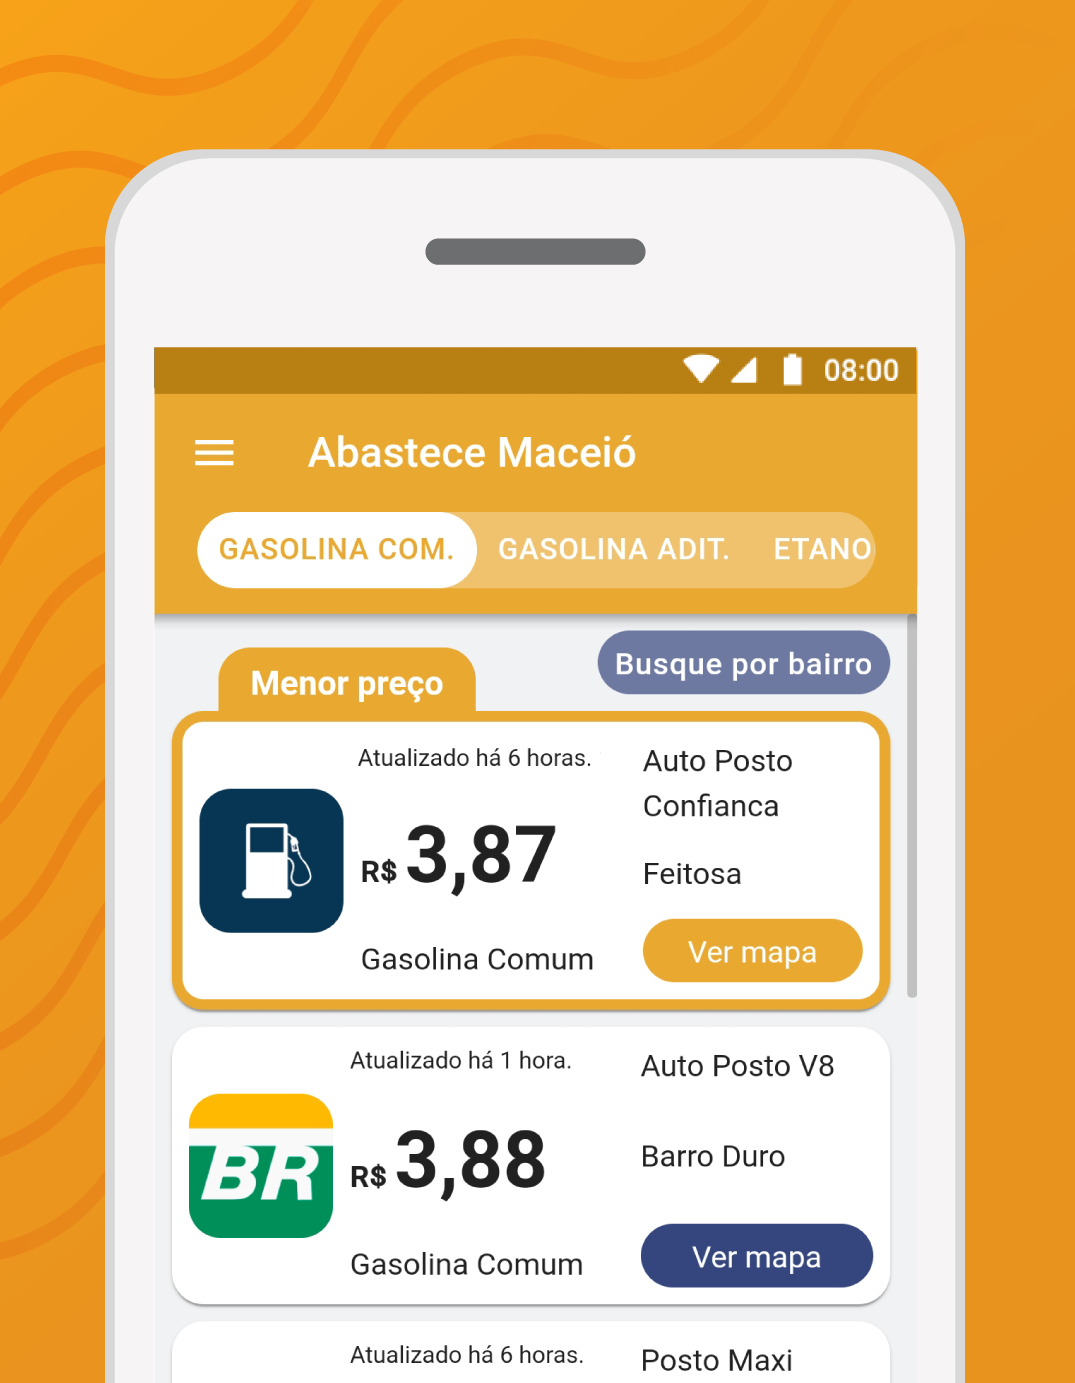 08:00
Abastece Maceió
GASOLINA COM. GASOLINA ADIT. ETANO
Busque por bairro
Menor preço
Atualizado há 6 horas.
Auto Posto
Confianca
R$ 3,87
Feitosa
Gasolina Comum
Ver mapa
Atualizado há 1 hora.
Auto Posto V8
BR
R$ 3,88
Barro Duro
Gasolina Comum
Ver mapa
Atualizado há 6 horas.
Posto Maxi